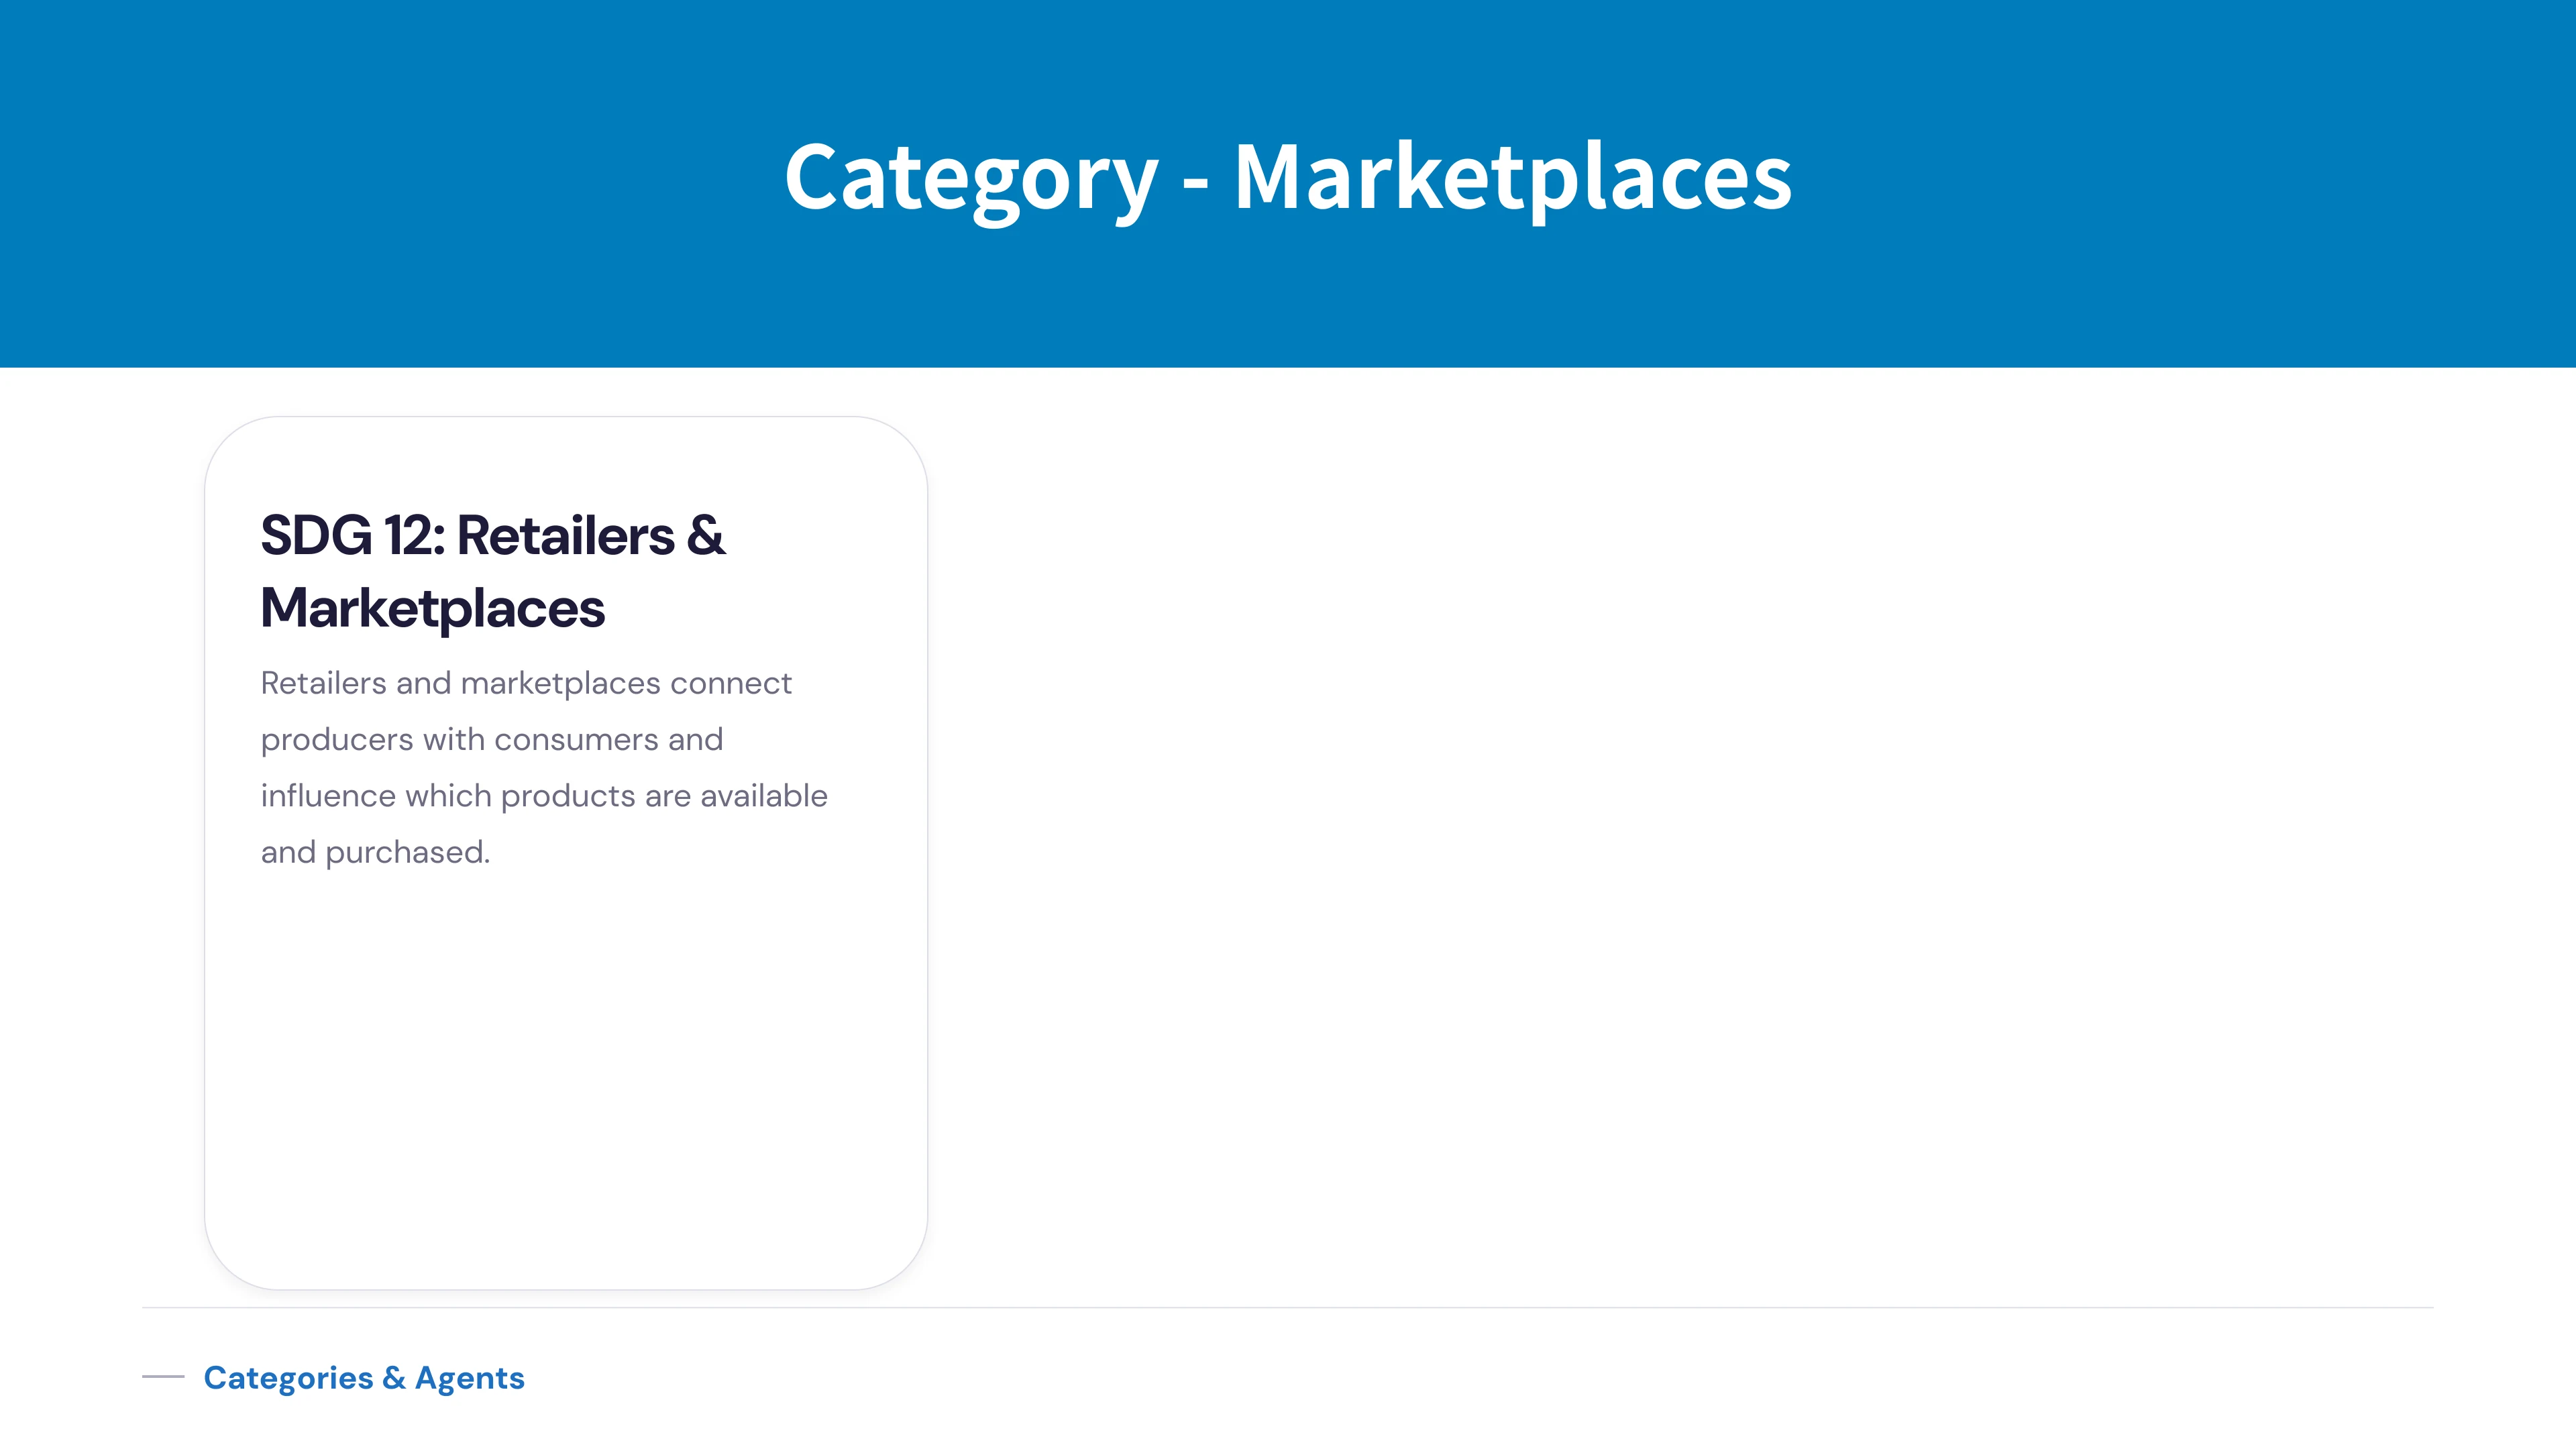 Category - Marketplaces
SDG 12: Retailers &
Marketplaces
Retailers and marketplaces connect
producers with consumers and
influence which products are available
and purchased.
Categories & Agents